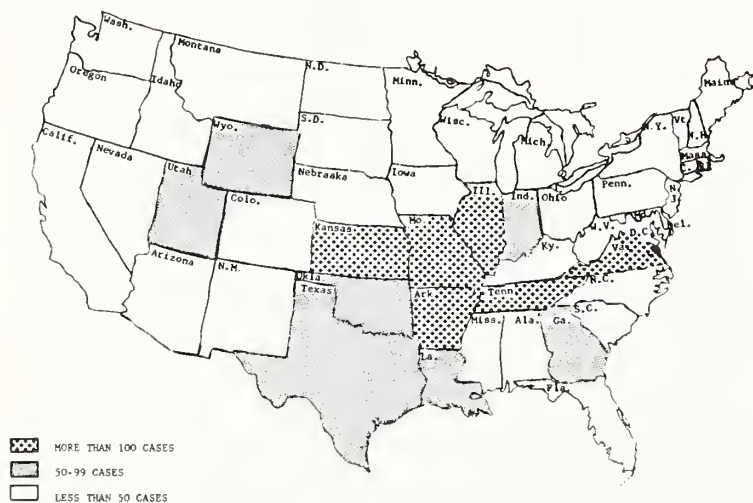 Wash.
Montana
N.D.
Minn.
Maine
Oregon
Idaho
Wyo.
S.D.
Wisc.
Mich
N.Y.
Vt
N.H
Mass
Calif.
Nevada
Utah
Colo.
Nebraska
Iowa
Ill.
Ind.
Ohio
Penn.
N.
J.
Kansas
Mo.
Ky.
W.V.
Md
D.C.
Del.
Va.
Arizona
N.M.
Okla.
Texas
Ark.
Tenn.
N.C.
S.C.
Miss.
Ala.
Ga.
La.
Fla.
MORE THAN 100 CASES
50-99 CASES
LESS THAN 50 CASES